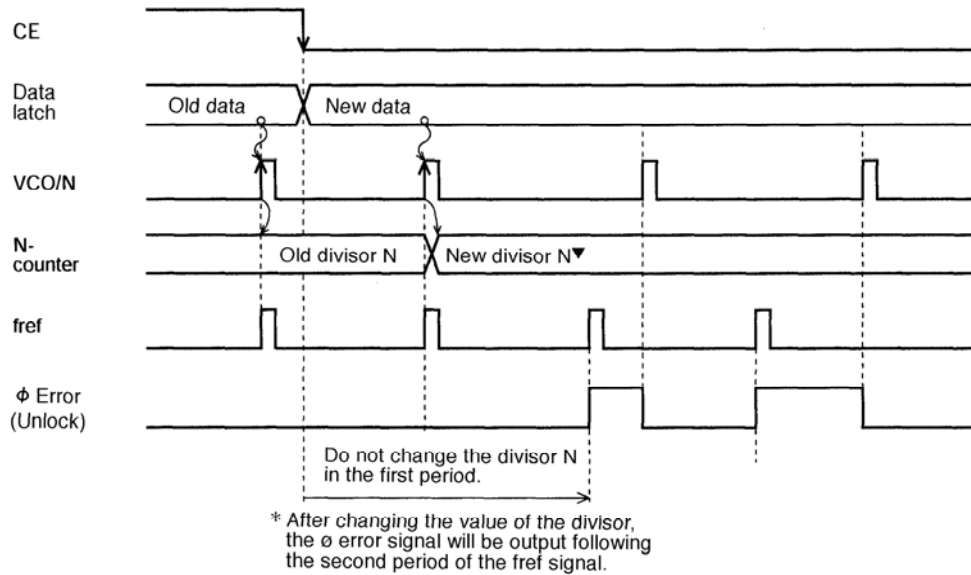 CE
Data
latch
Old data
New data
VCO/N
N-
counter
Old divisor N
New divisor N▼
fref
ϕ Error
(Unlock)
Do not change the divisor N
in the first period.
* After changing the value of the divisor,
the ø error signal will be output following
the second period of the fref signal.